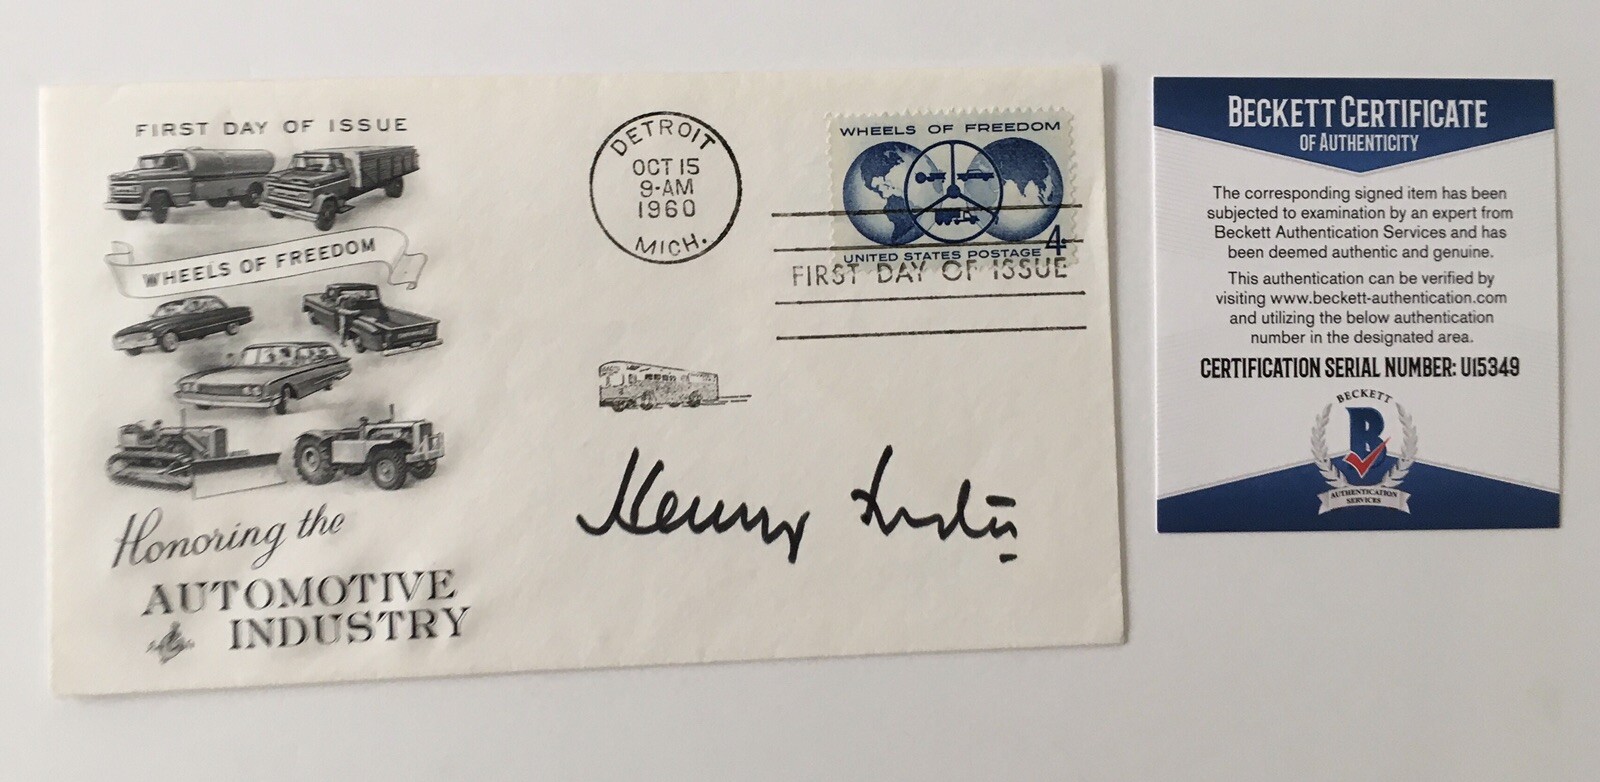 FIRST DAY OF ISSUE
WHEELS OF FREEDOM
Honoring the
AUTOMOTIVE
INDUSTRY
DETROIT
OCT 15
9-AM
1960
MICH.
WHEELS OF FREEDOM
UNITED STATES POSTAGE 4¢
FIRST DAY OF ISSUE
Henry
BECKETT CERTIFICATE
OF AUTHENTICITY
The corresponding signed item has been
subjected to examination by an expert from
Beckett Authentication Services and has
been deemed authentic and genuine.
This authentication can be verified by
visiting www.beckett-authentication.com
and utilizing the below authentication
number in the designated area.
CERTIFICATION SERIAL NUMBER: U15349
BECKETT
B
AUTHENTICATION
SERVICES